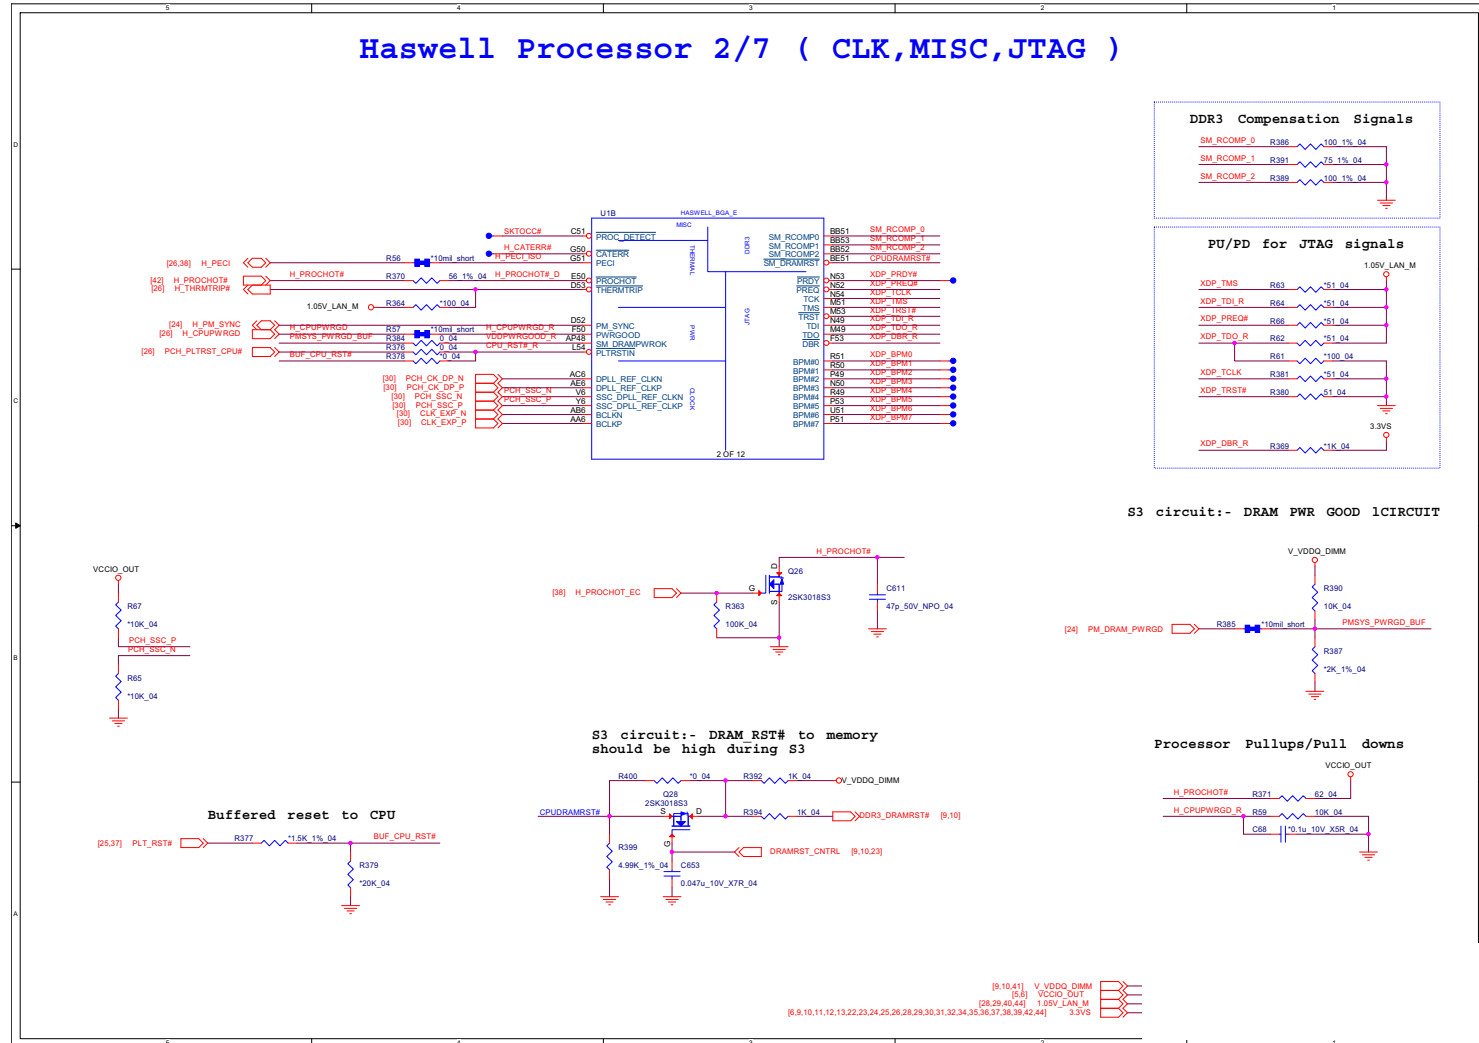 5 4 3 2 1
Haswell Processor 2/7 ( CLK,MISC,JTAG )
D
C
B
A
DDR3 Compensation Signals
SM_RCOMP_0 R386 100_1%_04
SM_RCOMP_1 R391 75_1%_04
SM_RCOMP_2 R389 100_1%_04
PU/PD for JTAG signals
1.05V_LAN_M
XDP_TMS R63 *51_04
XDP_TDI_R R64 *51_04
XDP_PREQ# R66 *51_04
XDP_TDO_R R62 *51_04
R61 *100_04
XDP_TCLK R381 *51_04
XDP_TRST# R380 51_04
3.3VS
XDP_DBR_R R369 *1K_04
U1B HASWELL_BGA_E
MISC
THERMAL
PWR
CLOCK
DDR3
JTAG
2 OF 12
SKTOCC# C51 PROC_DETECT
H_CATERR# G50 CATERR
[26,38] H_PECI R56 *10mil_short H_PECI_ISO G51 PECI
[42] H_PROCHOT# H_PROCHOT# R370 56_1%_04 H_PROCHOT#_D E50 PROCHOT
[26] H_THRMTRIP# D53 THERMTRIP
1.05V_LAN_M R364 *100_04
[24] H_PM_SYNC D52 PM_SYNC
[26] H_CPUPWRGD H_CPUPWRGD R57 *10mil_short H_CPUPWRGD_R F50 PWRGOOD
PMSYS_PWRGD_BUF R384 0_04 VDDPWRGOOD_R AP48 SM_DRAMPWROK
[26] PCH_PLTRST_CPU# R376 0_04 CPU_RST#_R L54 PLTRSTIN
BUF_CPU_RST# R378 *0_04
[30] PCH_CK_DP_N AC6 DPLL_REF_CLKN
[30] PCH_CK_DP_P AE6 DPLL_REF_CLKP
[30] PCH_SSC_N PCH_SSC_N V6 SSC_DPLL_REF_CLKN
[30] PCH_SSC_P PCH_SSC_P Y6 SSC_DPLL_REF_CLKP
[30] CLK_EXP_N AB6 BCLKN
[30] CLK_EXP_P AA6 BCLKP
SM_RCOMP0 BB51 SM_RCOMP_0
SM_RCOMP1 BB53 SM_RCOMP_1
SM_RCOMP2 BB52 SM_RCOMP_2
SM_DRAMRST BE51 CPUDRAMRST#
PRDY N53 XDP_PRDY#
PREQ N52 XDP_PREQ#
TCK N54 XDP_TCLK
TMS M51 XDP_TMS
TRST M53 XDP_TRST#
TDI N49 XDP_TDI_R
TDO M49 XDP_TDO_R
DBR F53 XDP_DBR_R
BPM#0 R51 XDP_BPM0
BPM#1 R50 XDP_BPM1
BPM#2 P49 XDP_BPM2
BPM#3 N50 XDP_BPM3
BPM#4 R49 XDP_BPM4
BPM#5 P53 XDP_BPM5
BPM#6 U51 XDP_BPM6
BPM#7 P51 XDP_BPM7
S3 circuit:- DRAM PWR GOOD lCIRCUIT
V_VDDQ_DIMM
R390
10K_04
[24] PM_DRAM_PWRGD R385 *10mil_short PMSYS_PWRGD_BUF
R387
*2K_1%_04
VCCIO_OUT
R67
*10K_04
PCH_SSC_P
PCH_SSC_N
R65
*10K_04
H_PROCHOT#
[38] H_PROCHOT_EC
R363
100K_04
G D S
Q26
2SK3018S3
C611
47p_50V_NPO_04
S3 circuit:- DRAM_RST# to memory
should be high during S3
R400 *0_04 R392 1K_04 V_VDDQ_DIMM
Q28
2SK3018S3
CPUDRAMRST# S D R394 1K_04 DDR3_DRAMRST# [9,10]
G
DRAMRST_CNTRL [9,10,23]
R399
4.99K_1%_04
C653
0.047u_10V_X7R_04
Processor Pullups/Pull downs
VCCIO_OUT
H_PROCHOT# R371 62_04
H_CPUPWRGD_R R59 10K_04
C68 *0.1u_10V_X5R_04
Buffered reset to CPU
[25,37] PLT_RST# R377 *1.5K_1%_04 BUF_CPU_RST#
R379
*20K_04
[9,10,41] V_VDDQ_DIMM
[5,6] VCCIO_OUT
[28,29,40,44] 1.05V_LAN_M
[6,9,10,11,12,13,22,23,24,25,26,28,29,30,31,32,34,35,36,37,38,39,42,44] 3.3VS
5 4 3 2 1